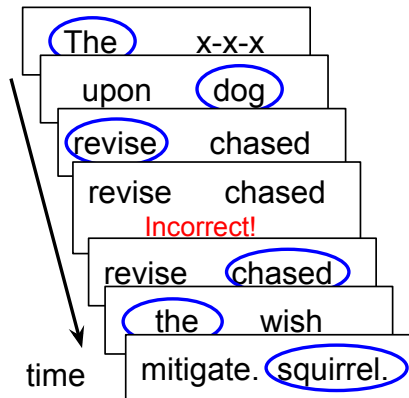 The x-x-x
upon dog
revise chased
revise chased
Incorrect!
revise chased
the wish
mitigate. squirrel.
time